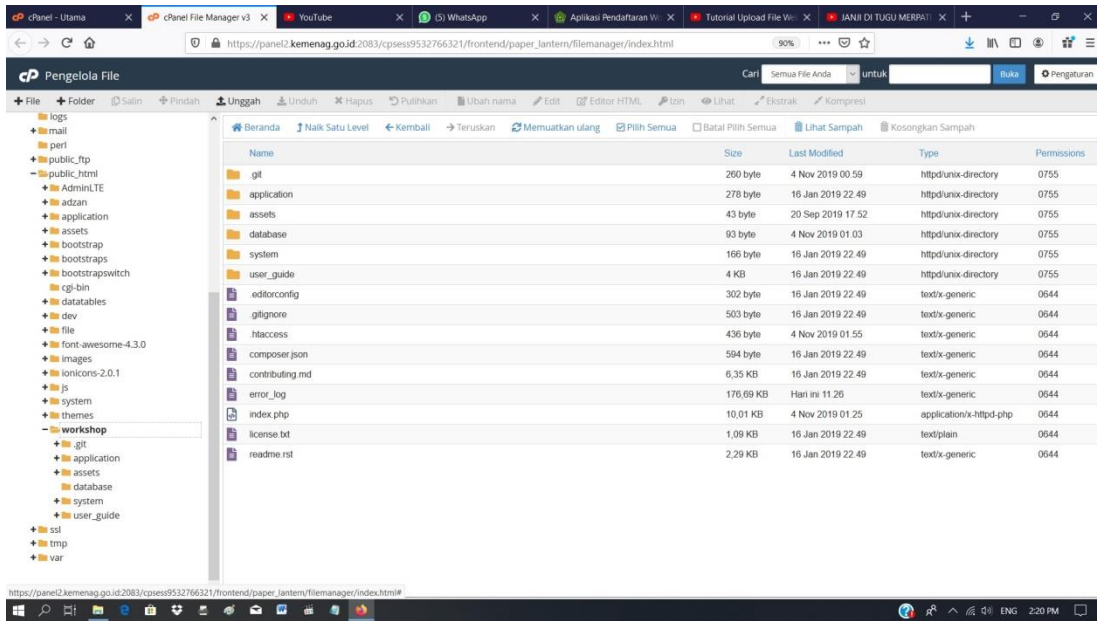 cPanel - Utama
cPanel File Manager v3
YouTube
(5) WhatsApp
Aplikasi Pendaftaran
Tutorial Upload File
JANJI DI TUGU MERPATI
https://panel2.kemenag.go.id:2083/cpsess9532766321/frontend/paper_lantern/filemanager/index.html
90%
cP Pengelola File
Cari Semua File Anda untuk Buka Pengaturan
File Folder Salin Pindah Unggah Unduh Hapus Pulihkan Ubah nama Edit Editor HTML Izin Lihat Ekstrak Kompresi
logs
mail
perl
public_ftp
public_html
AdminLTE
adzan
application
assets
bootstrap
bootstraps
bootstrapswitch
cgi-bin
datatables
dev
file
font-awesome-4.3.0
images
ionicons-2.0.1
js
system
themes
workshop
.git
application
assets
database
system
user_guide
ssl
tmp
var
Beranda Naik Satu Level Kembali Teruskan Memuatkan ulang Pilih Semua Batal Pilih Semua Lihat Sampah Kosongkan Sampah
Name Size Last Modified Type Permissions
.git 260 byte 4 Nov 2019 00.59 httpd/unix-directory 0755
application 278 byte 16 Jan 2019 22.49 httpd/unix-directory 0755
assets 43 byte 20 Sep 2019 17.52 httpd/unix-directory 0755
database 93 byte 4 Nov 2019 01.03 httpd/unix-directory 0755
system 166 byte 16 Jan 2019 22.49 httpd/unix-directory 0755
user_guide 4 KB 16 Jan 2019 22.49 httpd/unix-directory 0755
.editorconfig 302 byte 16 Jan 2019 22.49 text/x-generic 0644
.gitignore 503 byte 16 Jan 2019 22.49 text/x-generic 0644
.htaccess 436 byte 4 Nov 2019 01.55 text/x-generic 0644
composer.json 594 byte 16 Jan 2019 22.49 text/x-generic 0644
contributing.md 6,35 KB 16 Jan 2019 22.49 text/x-generic 0644
error_log 176,69 KB Hari ini 11.26 text/x-generic 0644
index.php 10,01 KB 4 Nov 2019 01.25 application/x-httpd-php 0644
license.txt 1,09 KB 16 Jan 2019 22.49 text/plain 0644
readme.rst 2,29 KB 16 Jan 2019 22.49 text/x-generic 0644
https://panel2.kemenag.go.id:2083/cpsess9532766321/frontend/paper_lantern/filemanager/index.html#
ENG 2:20 PM